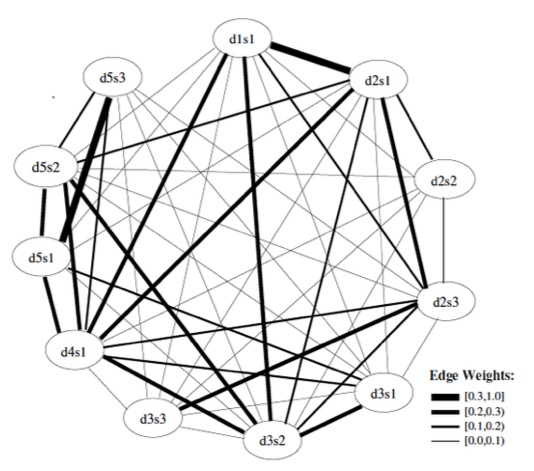 d1s1
d5s3
d2s1
d5s2
d2s2
d5s1
d2s3
d4s1
d3s1
d3s3
d3s2
Edge Weights:
[0.3,1.0]
[0.2,0.3)
[0.1,0.2)
[0.0,0.1)